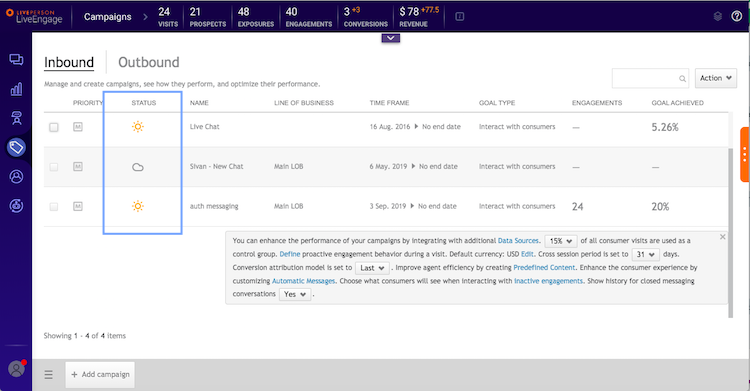 LIVEPERSON
LiveEngage
Campaigns
24
VISITS
21
PROSPECTS
48
EXPOSURES
40
ENGAGEMENTS
3 +3
CONVERSIONS
$ 78 +77.5
REVENUE
Inbound
Outbound
Manage and create campaigns, see how they perform, and optimize their performance.
Action
PRIORITY STATUS NAME LINE OF BUSINESS TIME FRAME GOAL TYPE ENGAGEMENTS GOAL ACHIEVED
M Live Chat 16 Aug. 2016 No end date Interact with consumers — 5.26%
M Sivan - New Chat Main LOB 6 May. 2019 No end date Interact with consumers — —
M auth messaging Main LOB 3 Sep. 2019 No end date Interact with consumers 24 20%
You can enhance the performance of your campaigns by integrating with additional Data Sources. 15% of all consumer visits are used as a
control group. Define proactive engagement behavior during a visit. Default currency: USD Edit. Cross session period is set to 31 days.
Conversion attribution model is set to Last . Improve agent efficiency by creating Predefined Content. Enhance the consumer experience by
customizing Automatic Messages. Choose what consumers will see when interacting with inactive engagements. Show history for closed messaging
conversations Yes .
Showing 1 - 4 of 4 items
+ Add campaign